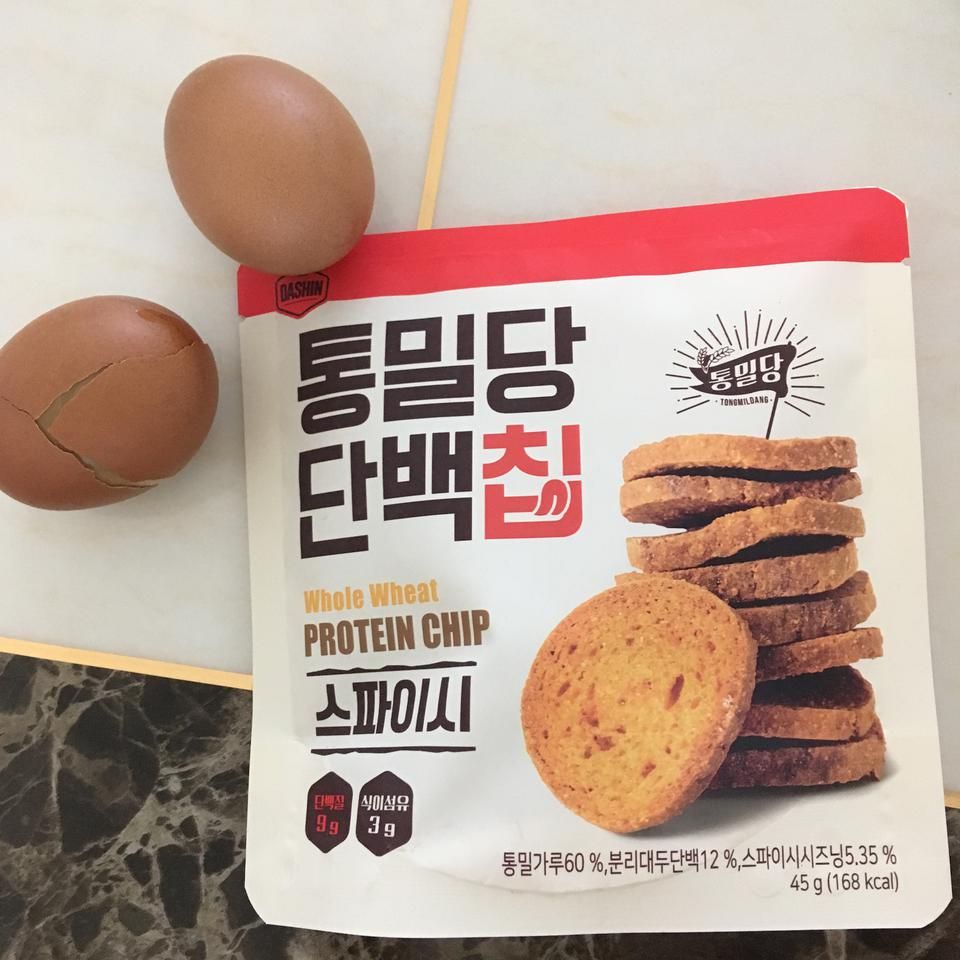 DASHIN
통밀당
단백칩
통밀당
TONGMILDANG
Whole Wheat
PROTEIN CHIP
스파이시
단백질
9g
식이섬유
3g
통밀가루60 %,분리대두단백12 %,스파이시시즈닝5.35 %
45 g (168 kcal)